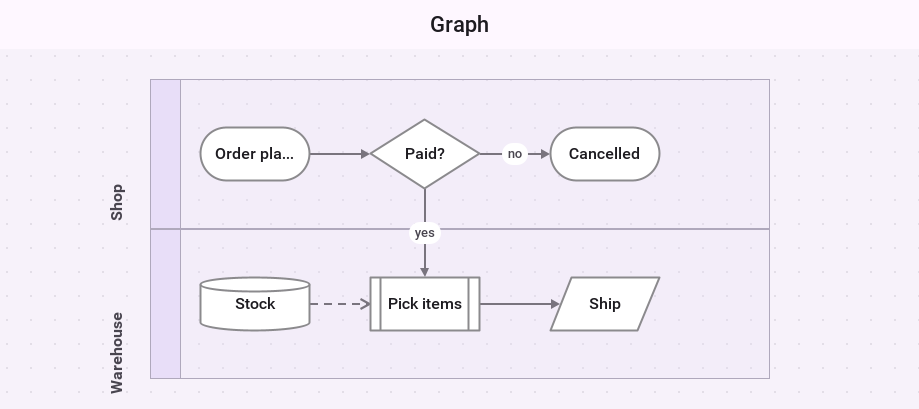 Graph
Shop
Order pla...
Paid?
no
Cancelled
yes
Warehouse
Stock
Pick items
Ship